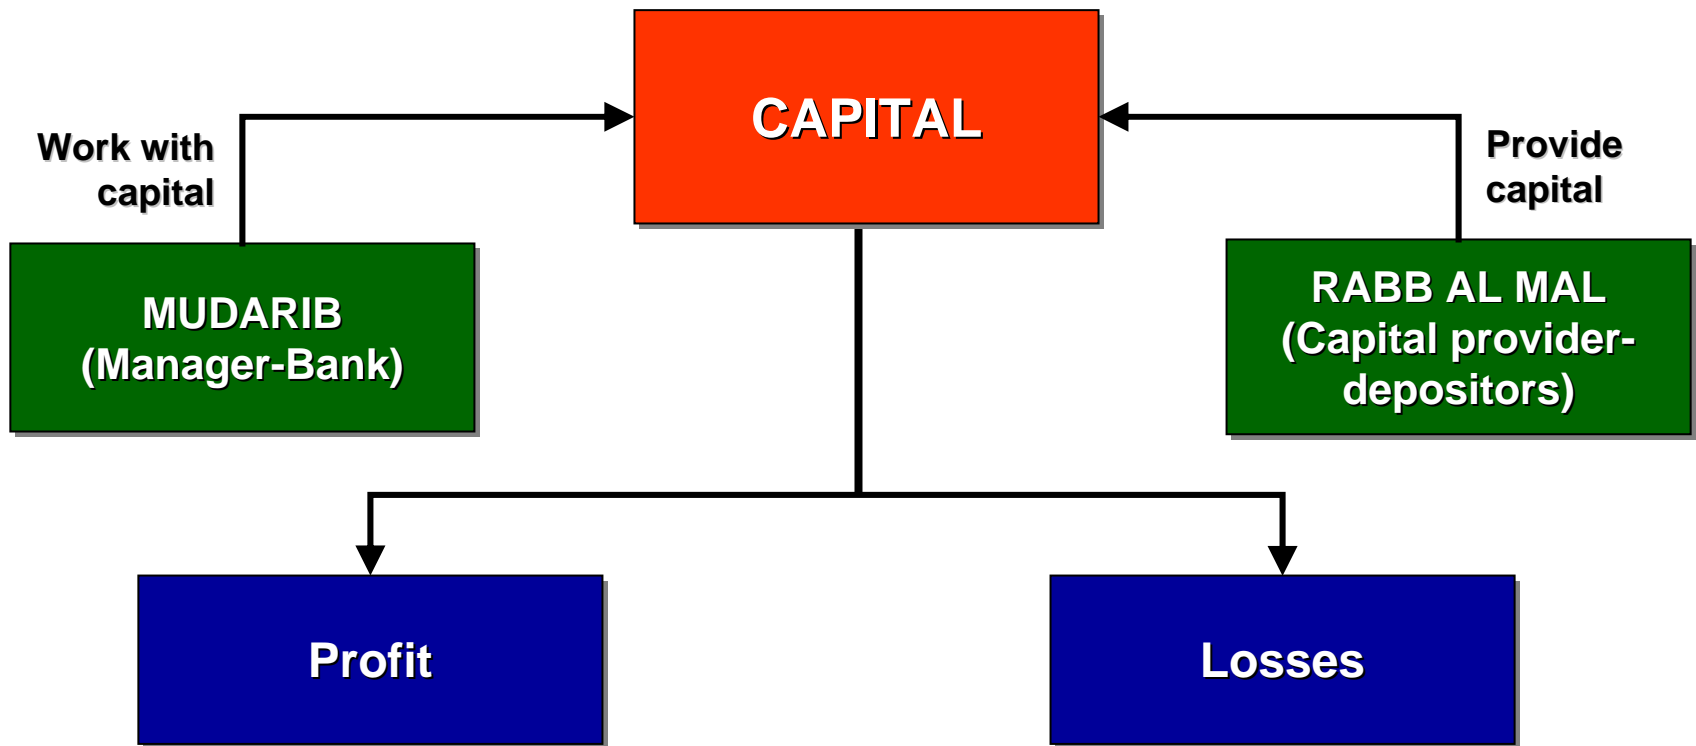 CAPITAL
Work with
capital
Provide
capital
MUDARIB
(Manager-Bank)
RABB AL MAL
(Capital provider-
depositors)
Profit
Losses